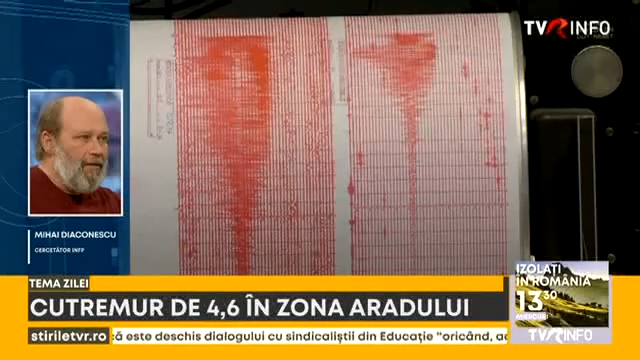 TVR INFO
MIHAI DIACONESCU
CERCETĂTOR INFP
TEMA ZILEI
CUTREMUR DE 4,6 ÎN ZONA ARADULUI
IZOLAȚI
ÎN ROMÂNIA
13:30
MIERCURI
TVR INFO
stiriletvr.ro
că este deschis dialogului cu sindicaliștii din Educație "oricând, ac